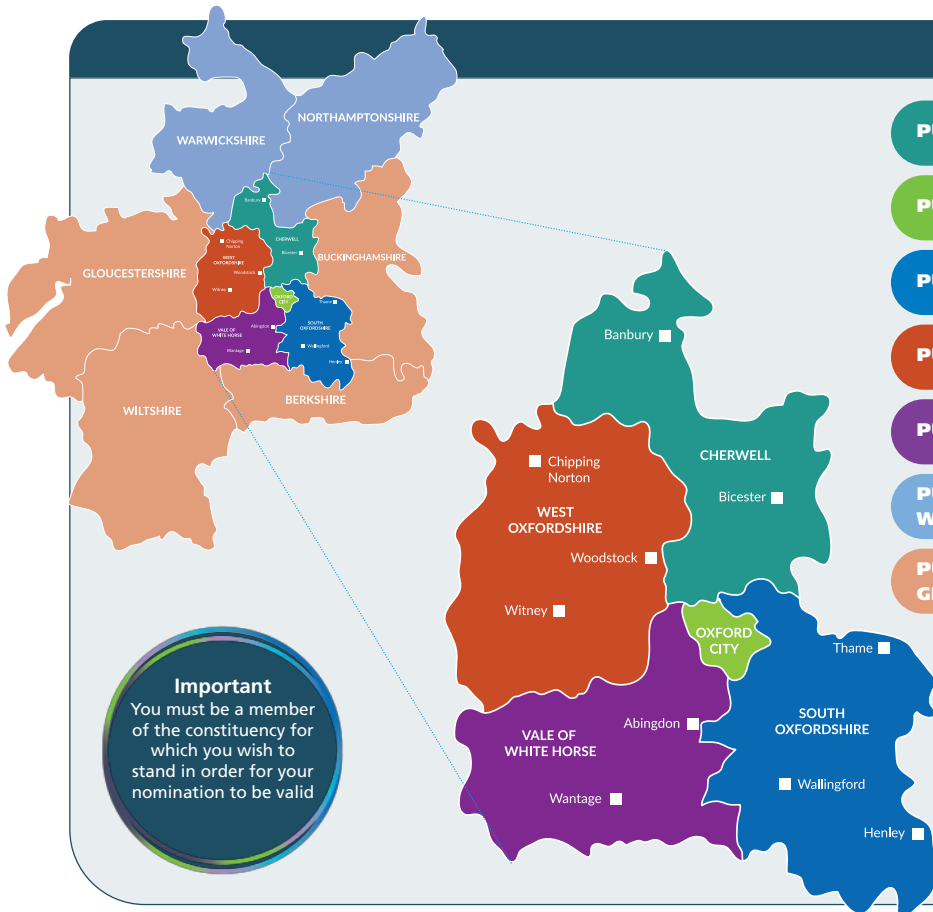 WARWICKSHIRE
NORTHAMPTONSHIRE
Banbury
CHERWELL
Chipping
Norton
Bicester
WEST
OXFORDSHIRE
BUCKINGHAMSHIRE
GLOUCESTERSHIRE
Woodstock
Witney
OXFORD
CITY
Thame
SOUTH
OXFORDSHIRE
Abingdon
VALE OF
WHITE HORSE
Wallingford
Wantage
Henley
BERKSHIRE
WILTSHIRE
Banbury
CHERWELL
Chipping
Norton
Bicester
WEST
OXFORDSHIRE
Woodstock
Witney
OXFORD
CITY
Thame
Abingdon
SOUTH
OXFORDSHIRE
VALE OF
WHITE HORSE
Wallingford
Wantage
Henley
Important
You must be a member
of the constituency for
which you wish to
stand in order for your
nomination to be valid